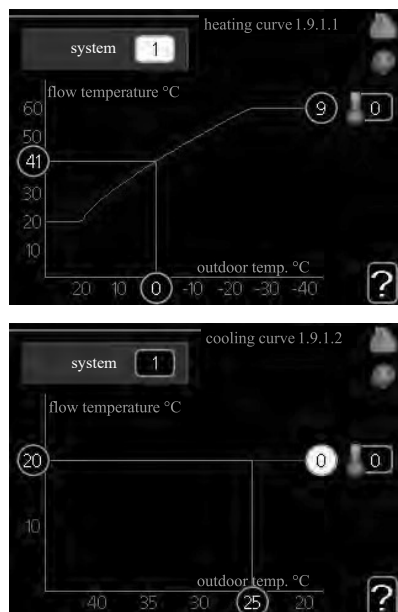 heating curve 1.9.1.1
system 1
flow temperature °C
60
9 0
50
41
30
20
10
outdoor temp. °C
20 10 0 -10 -20 -30 -40
?
cooling curve 1.9.1.2
system 1
flow temperature °C
20 0 0
10
outdoor temp. °C
40 35 30 25 20
?